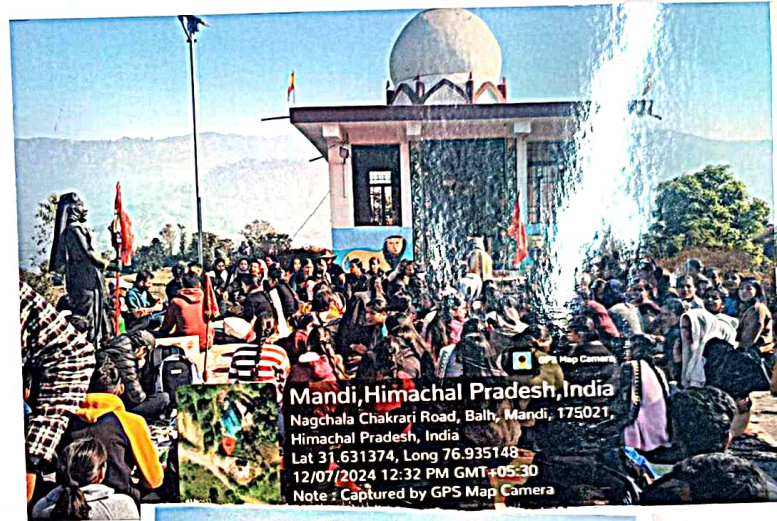 GPS Map Camera
Mandi,Himachal Pradesh,India
Nagchala Chakrari Road, Balh, Mandi, 175021,
Himachal Pradesh, India
Lat 31.631374, Long 76.935148
12/07/2024 12:32 PM GMT+05:30
Note : Captured by GPS Map Camera